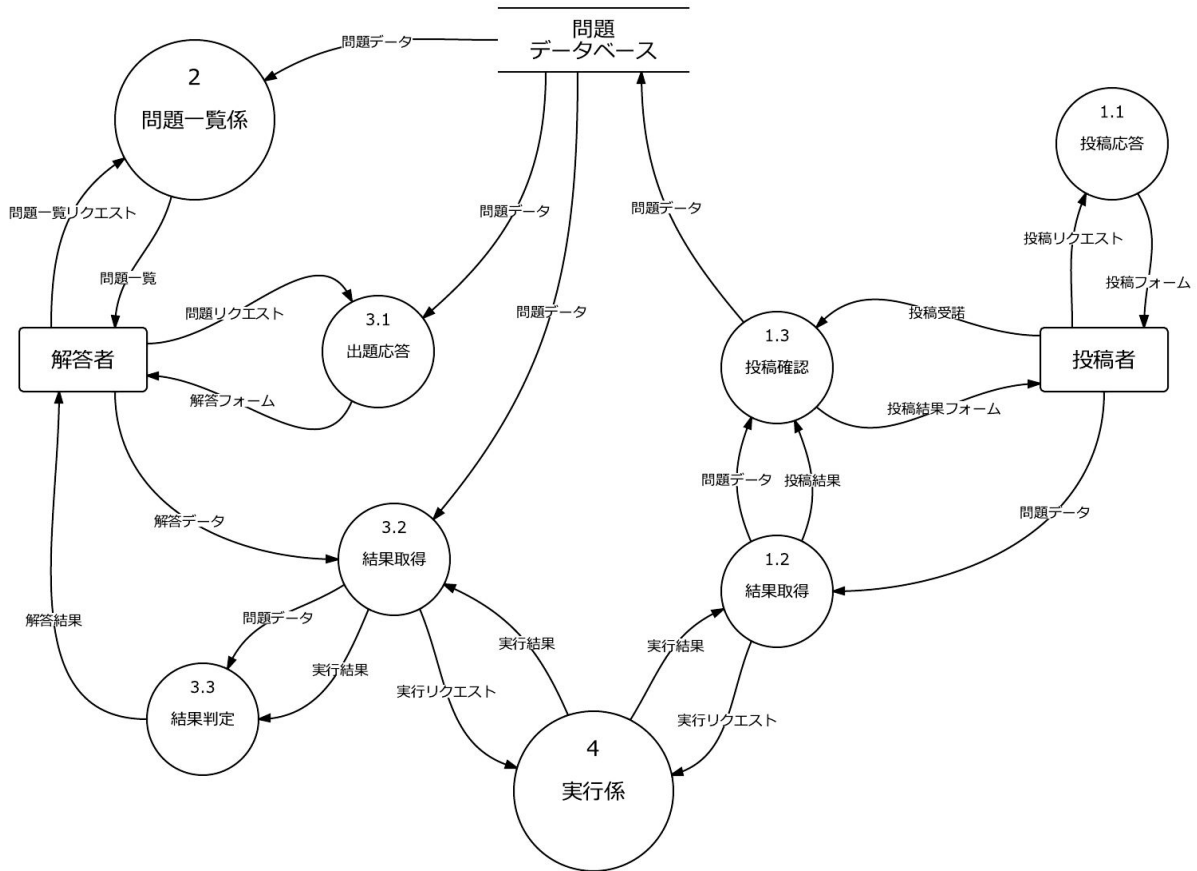 問題
データベース
問題データ
2
問題一覧係
1.1
投稿応答
問題一覧リクエスト
問題データ
問題データ
投稿リクエスト
問題一覧
投稿フォーム
問題リクエスト
問題データ
投稿受諾
3.1
出題応答
1.3
投稿確認
解答者
投稿者
解答フォーム
投稿結果フォーム
問題データ
投稿結果
解答データ
問題データ
3.2
結果取得
1.2
結果取得
解答結果
問題データ
実行結果
実行結果
実行結果
実行リクエスト
実行リクエスト
3.3
結果判定
4
実行係